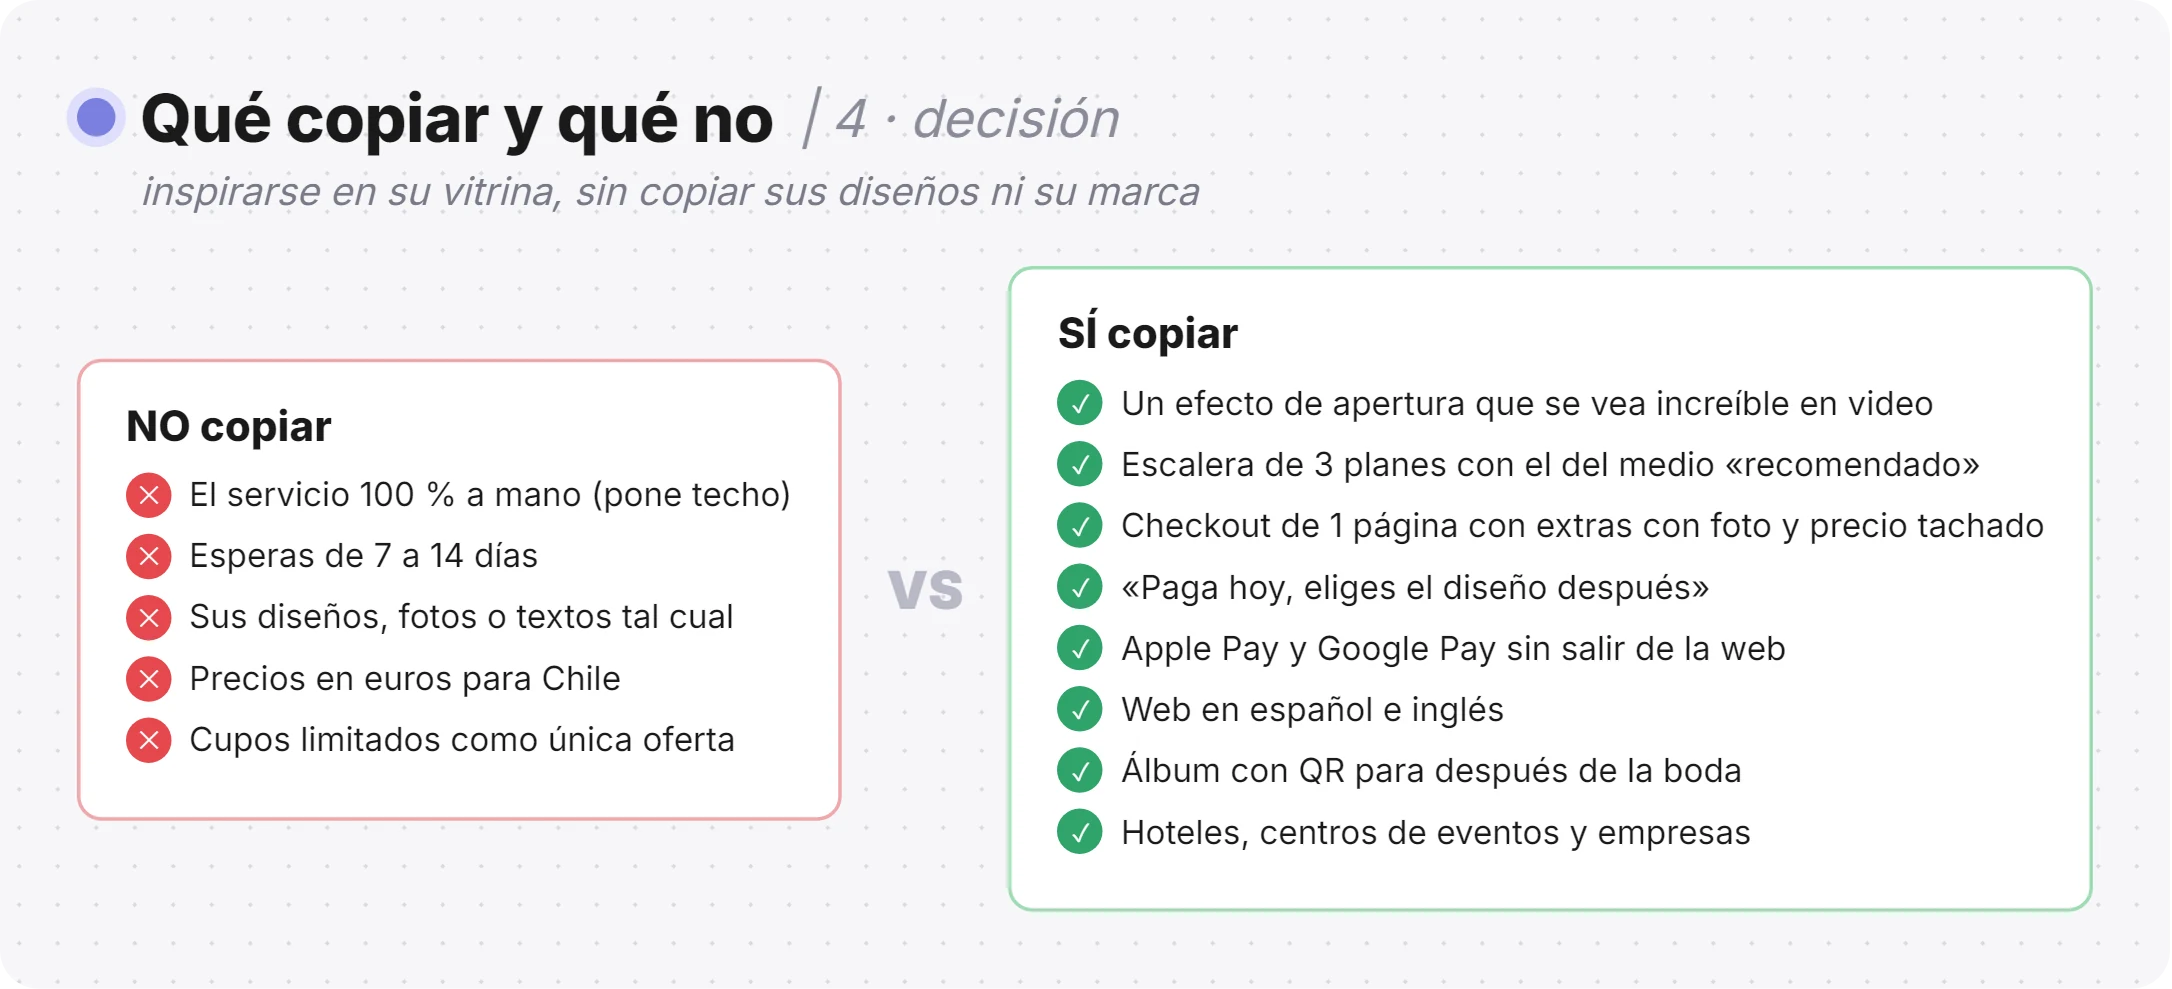 Qué copiar y qué no | 4 · decisión
inspirarse en su vitrina, sin copiar sus diseños ni su marca
NO copiar
El servicio 100 % a mano (pone techo)
Esperas de 7 a 14 días
Sus diseños, fotos o textos tal cual
Precios en euros para Chile
Cupos limitados como única oferta
VS
SÍ copiar
Un efecto de apertura que se vea increíble en video
Escalera de 3 planes con el del medio «recomendado»
Checkout de 1 página con extras con foto y precio tachado
«Paga hoy, eliges el diseño después»
Apple Pay y Google Pay sin salir de la web
Web en español e inglés
Álbum con QR para después de la boda
Hoteles, centros de eventos y empresas